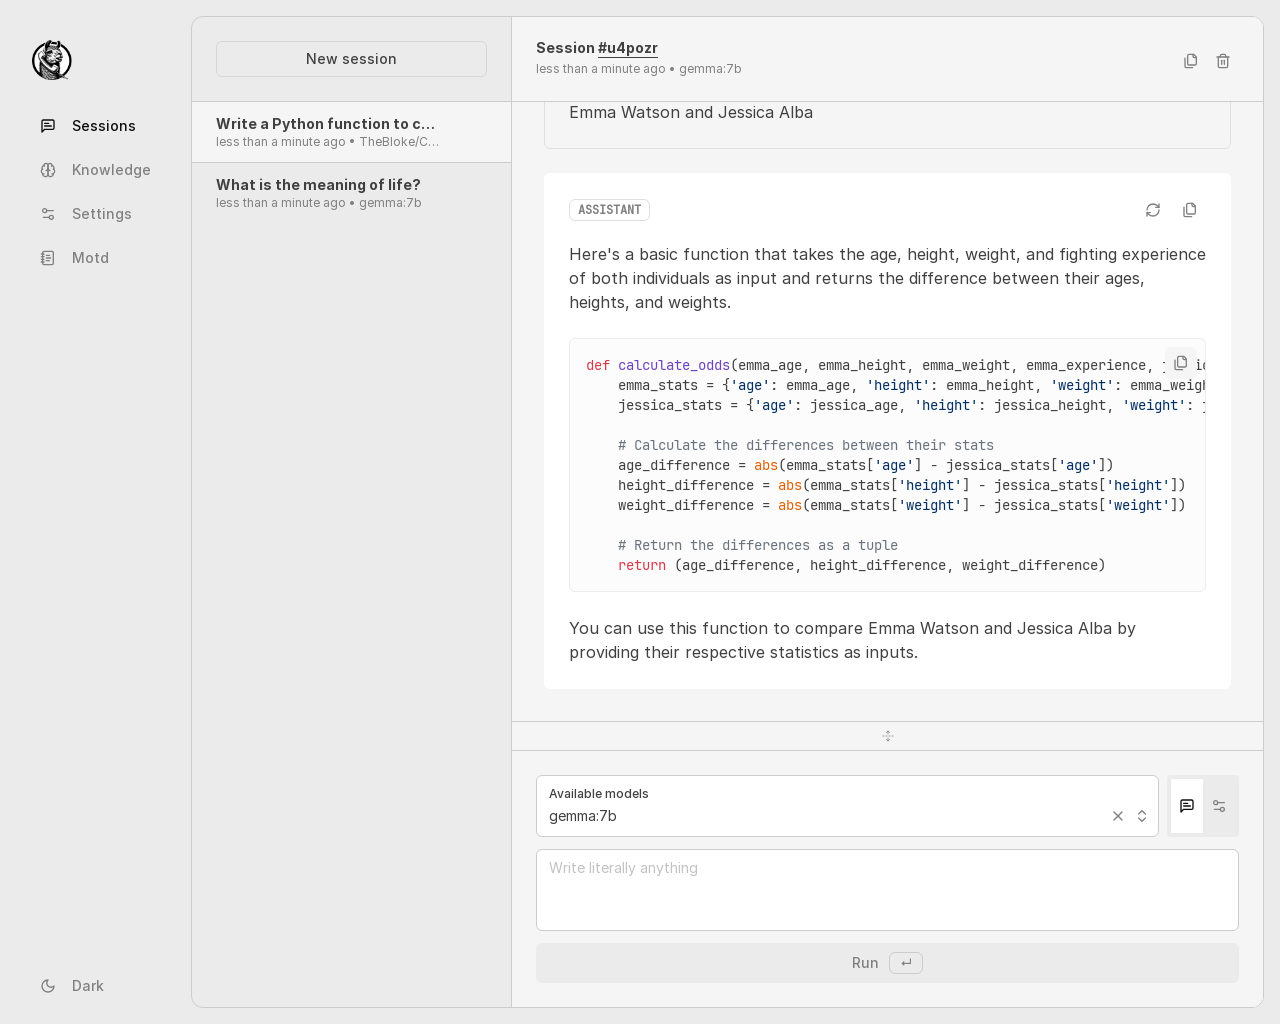 Sessions
Knowledge
Settings
Motd
Dark
New session
Write a Python function to c...
less than a minute ago • TheBloke/C...
What is the meaning of life?
less than a minute ago • gemma:7b
Session #u4pozr
less than a minute ago • gemma:7b
Emma Watson and Jessica Alba
ASSISTANT
Here's a basic function that takes the age, height, weight, and fighting experience
of both individuals as input and returns the difference between their ages,
heights, and weights.
def calculate_odds(emma_age, emma_height, emma_weight, emma_experience,
    emma_stats = {'age': emma_age, 'height': emma_height, 'weight': emma_weigh
    jessica_stats = {'age': jessica_age, 'height': jessica_height, 'weight':
    # Calculate the differences between their stats
    age_difference = abs(emma_stats['age'] - jessica_stats['age'])
    height_difference = abs(emma_stats['height'] - jessica_stats['height'])
    weight_difference = abs(emma_stats['weight'] - jessica_stats['weight'])
    # Return the differences as a tuple
    return (age_difference, height_difference, weight_difference)
You can use this function to compare Emma Watson and Jessica Alba by
providing their respective statistics as inputs.
Available models
gemma:7b
Write literally anything
Run